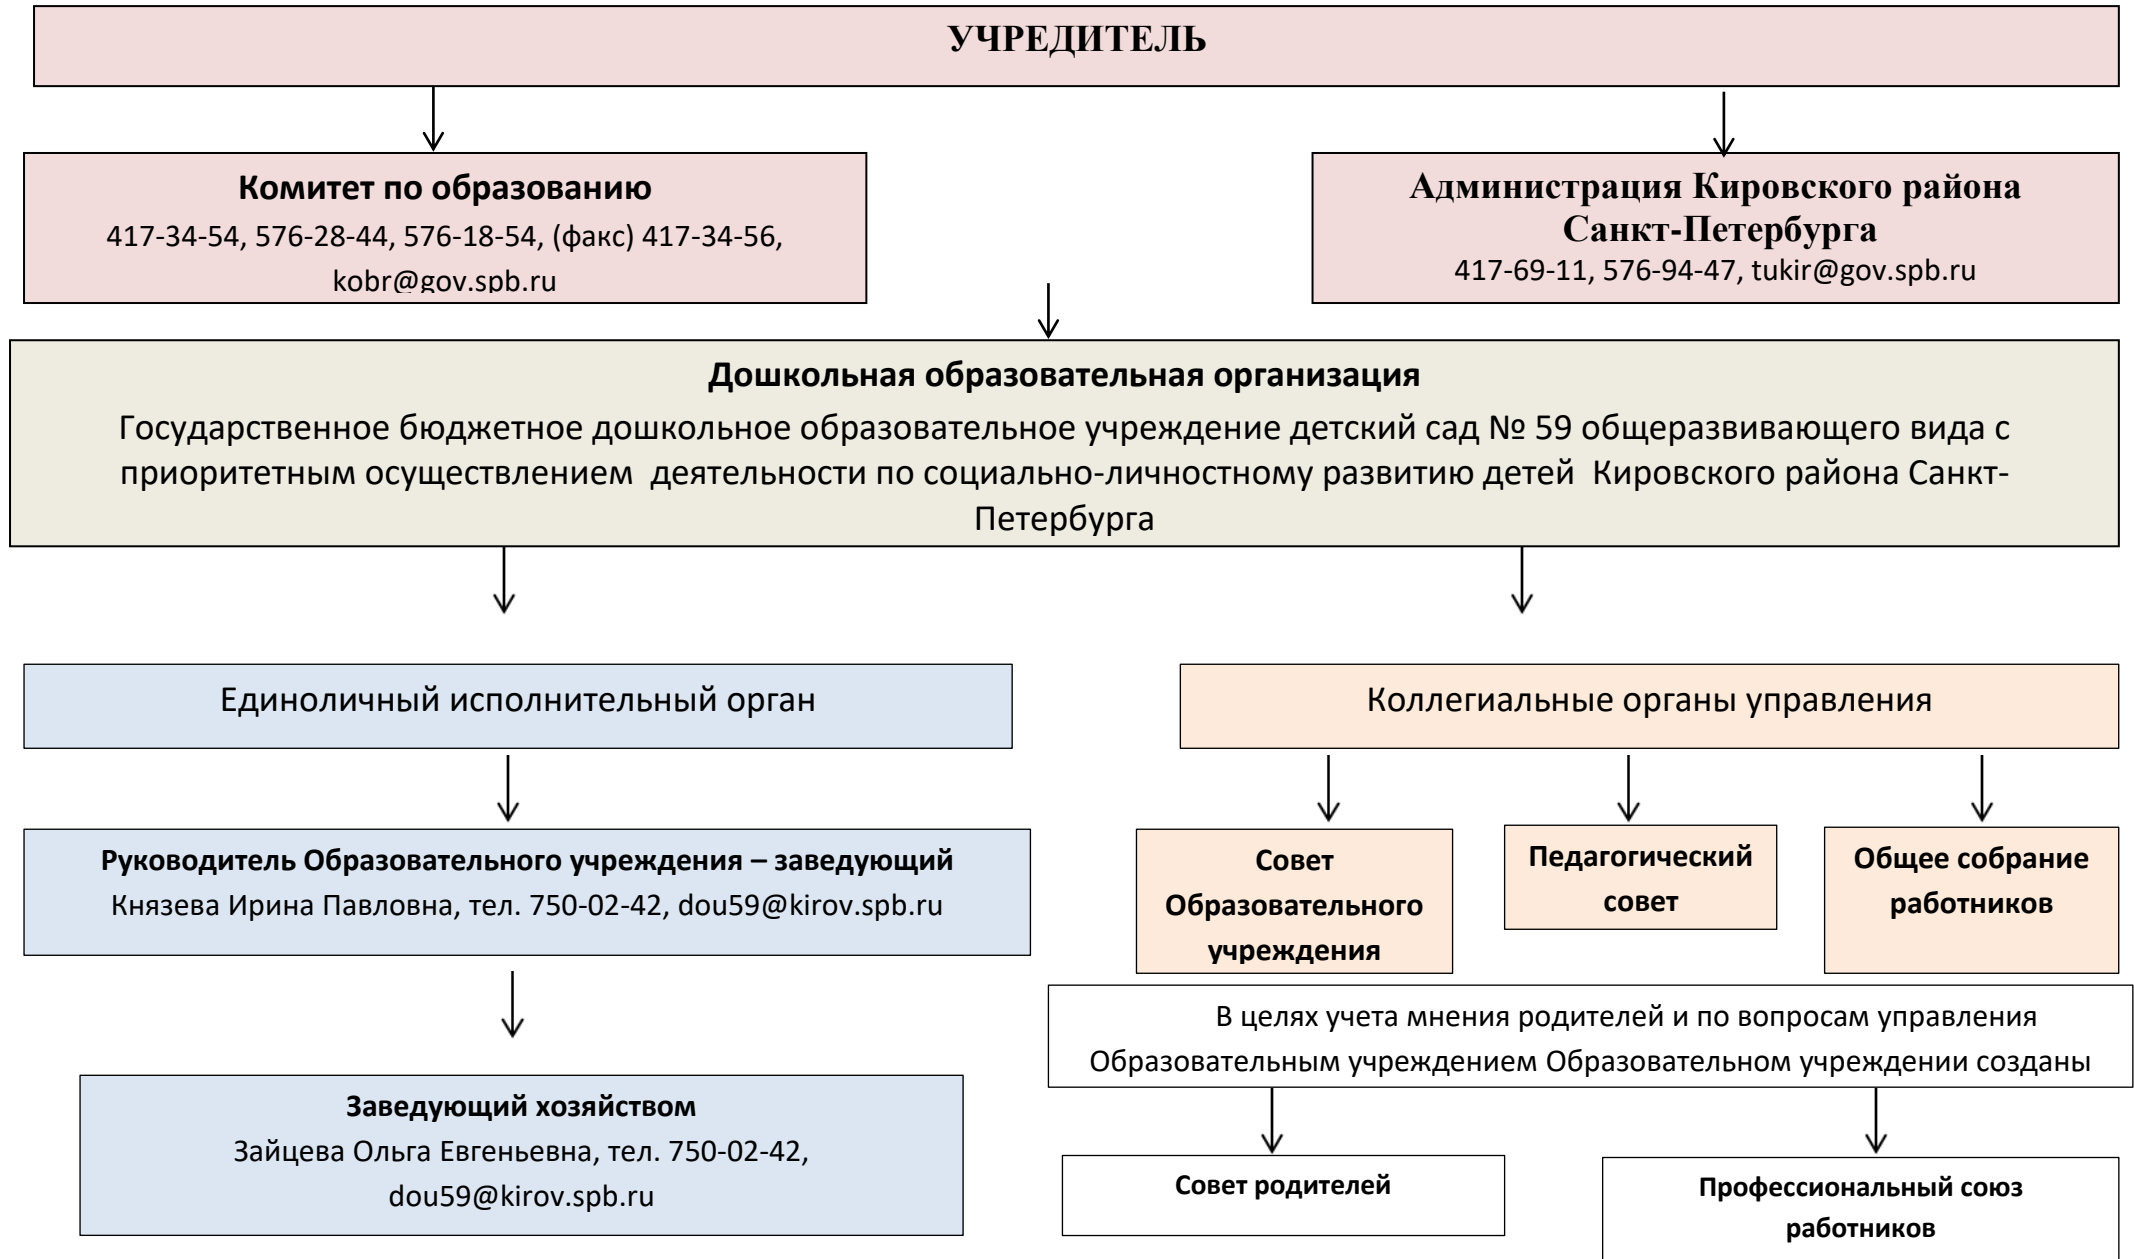 УЧРЕДИТЕЛЬ
Комитет по образованию
417-34-54, 576-28-44, 576-18-54, (факс) 417-34-56,
kobr@gov.spb.ru
Администрация Кировского района
Санкт-Петербурга
417-69-11, 576-94-47, tukir@gov.spb.ru
Дошкольная образовательная организация
Государственное бюджетное дошкольное образовательное учреждение детский сад № 59 общеразвивающего вида с
приоритетным осуществлением деятельности по социально-личностному развитию детей Кировского района Санкт-
Петербурга
Единоличный исполнительный орган
Коллегиальные органы управления
Руководитель Образовательного учреждения – заведующий
Князева Ирина Павловна, тел. 750-02-42, dou59@kirov.spb.ru
Совет
Образовательного
учреждения
Педагогический
совет
Общее собрание
работников
В целях учета мнения родителей и по вопросам управления
Образовательным учреждением Образовательном учреждении созданы
Заведующий хозяйством
Зайцева Ольга Евгеньевна, тел. 750-02-42,
dou59@kirov.spb.ru
Совет родителей
Профессиональный союз
работников